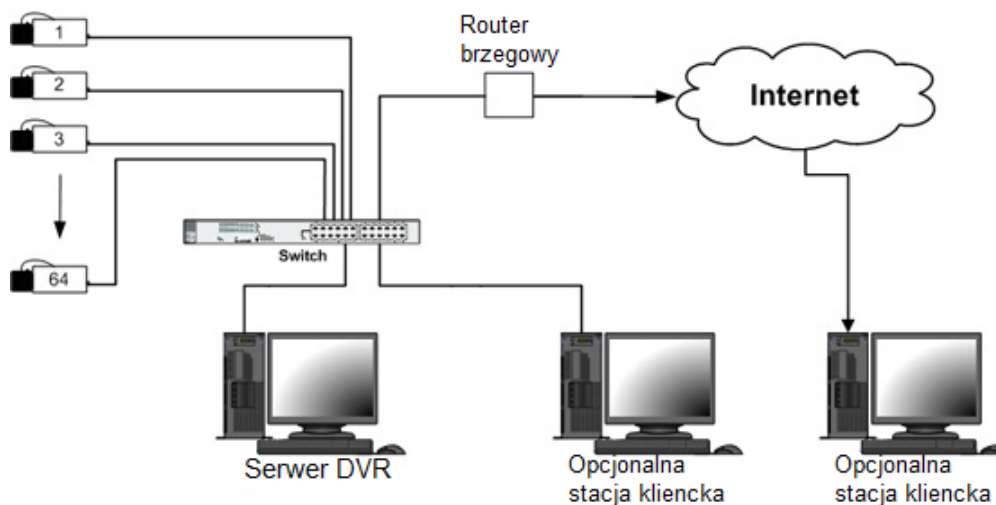 1
2
3
64
Router
brzegowy
Internet
Switch
Serwer DVR
Opcjonalna
stacja kliencka
Opcjonalna
stacja kliencka